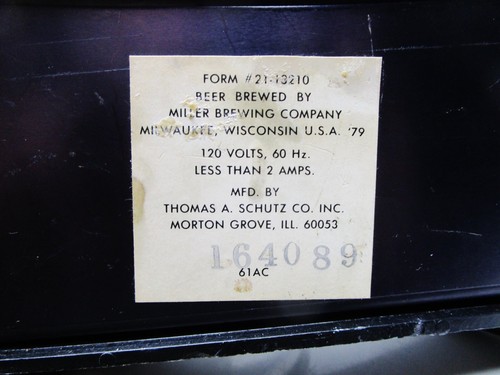 FORM #21-13210
BEER BREWED BY
MILLER BREWING COMPANY
MILWAUKEE, WISCONSIN U.S.A. '79
120 VOLTS, 60 Hz.
LESS THAN 2 AMPS.
MFD. BY
THOMAS A. SCHUTZ CO. INC.
MORTON GROVE, ILL. 60053
164089
61AC